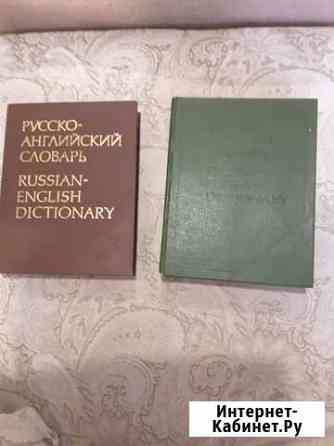 РУССКО-
АНГЛИЙСКИЙ
СЛОВАРЬ
RUSSIAN-
ENGLISH
DICTIONARY
Интернет-
Кабинет.Ру